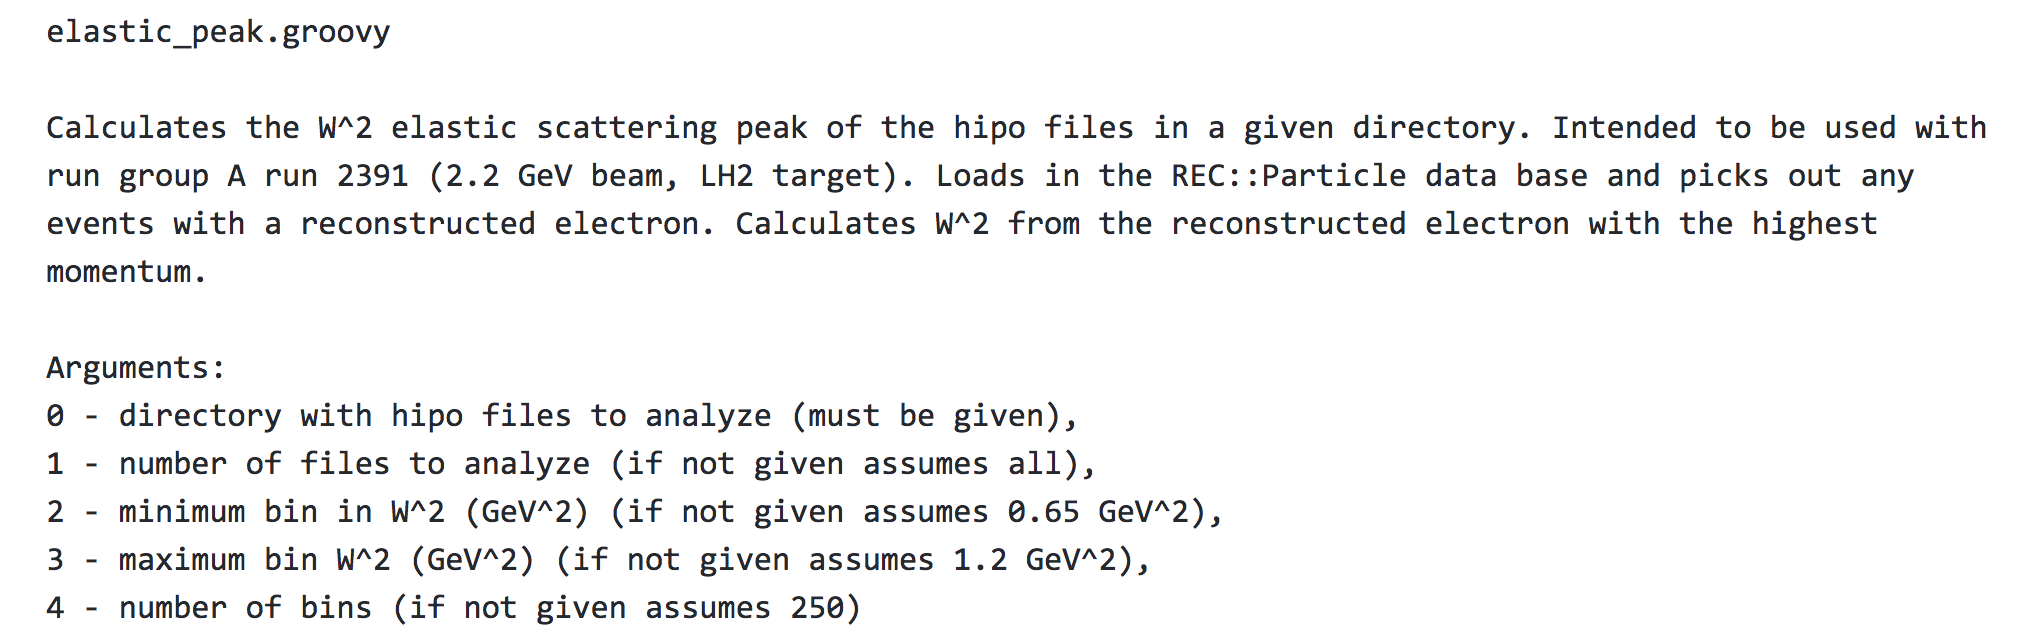 elastic_peak.groovy
Calculates the W^2 elastic scattering peak of the hipo files in a given directory. Intended to be used with
run group A run 2391 (2.2 GeV beam, LH2 target). Loads in the REC::Particle data base and picks out any
events with a reconstructed electron. Calculates W^2 from the reconstructed electron with the highest
momentum.
Arguments:
0 - directory with hipo files to analyze (must be given),
1 - number of files to analyze (if not given assumes all),
2 - minimum bin in W^2 (GeV^2) (if not given assumes 0.65 GeV^2),
3 - maximum bin W^2 (GeV^2) (if not given assumes 1.2 GeV^2),
4 - number of bins (if not given assumes 250)